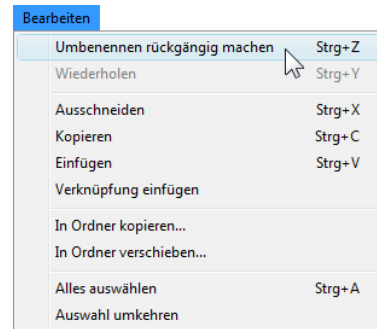 Bearbeiten
Umbenennen rückgängig machen Strg+Z
Wiederholen Strg+Y
Ausschneiden Strg+X
Kopieren Strg+C
Einfügen Strg+V
Verknüpfung einfügen
In Ordner kopieren...
In Ordner verschieben...
Alles auswählen Strg+A
Auswahl umkehren